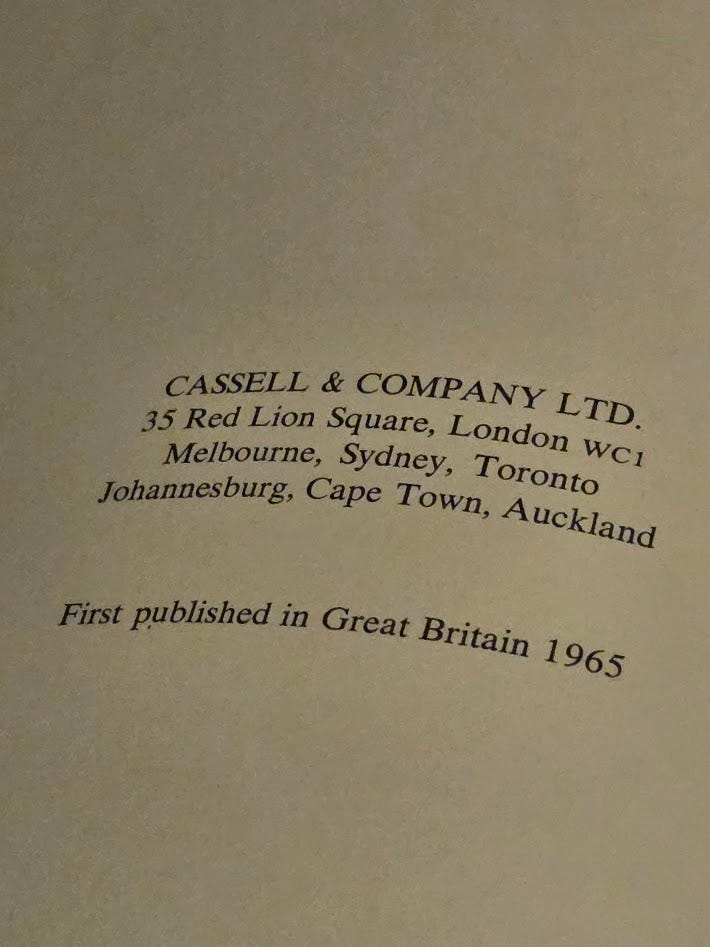 CASSELL & COMPANY LTD.
35 Red Lion Square, London WC1
Melbourne, Sydney, Toronto
Johannesburg, Cape Town, Auckland
First published in Great Britain 1965